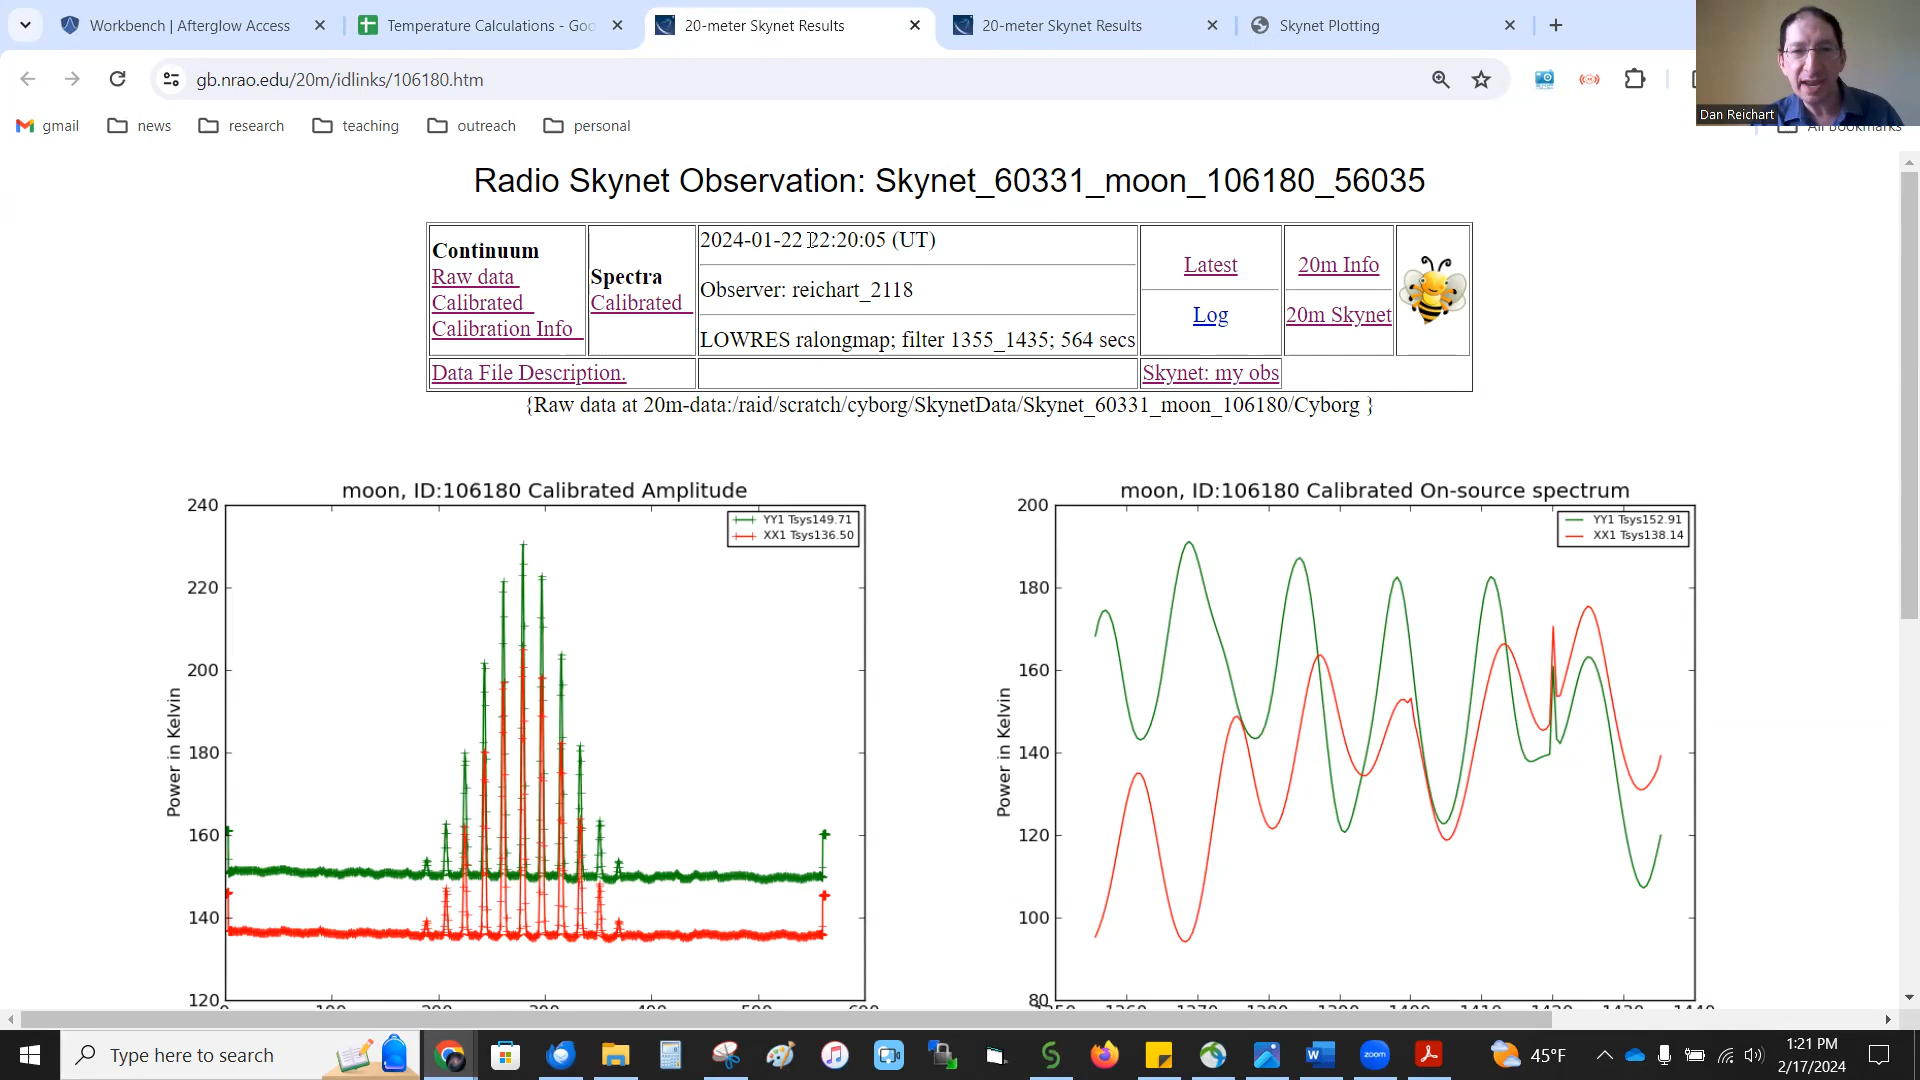 Workbench | Afterglow Access
Temperature Calculations - Goo
20-meter Skynet Results
20-meter Skynet Results
Skynet Plotting
gb.nrao.edu/20m/idlinks/106180.htm
gmail
news
research
teaching
outreach
personal
All Bookmarks
Dan Reichart
Radio Skynet Observation: Skynet_60331_moon_106180_56035
Continuum
Raw data
Calibrated
Calibration Info
Spectra
Calibrated
2024-01-22 22:20:05 (UT)
Observer: reichart_2118
LOWRES ralongmap; filter 1355_1435; 564 secs
Latest
Log
20m Info
20m Skynet
Data File Description.
Skynet: my obs
{Raw data at 20m-data:/raid/scratch/cyborg/SkynetData/Skynet_60331_moon_106180/Cyborg }
moon, ID:106180 Calibrated Amplitude
240
220
200
180
160
140
120
Power in Kelvin
YY1 Tsys149.71
XX1 Tsys136.50
moon, ID:106180 Calibrated On-source spectrum
200
180
160
140
120
100
80
Power in Kelvin
YY1 Tsys152.91
XX1 Tsys138.14
Type here to search
zoom
45°F
1:21 PM
2/17/2024